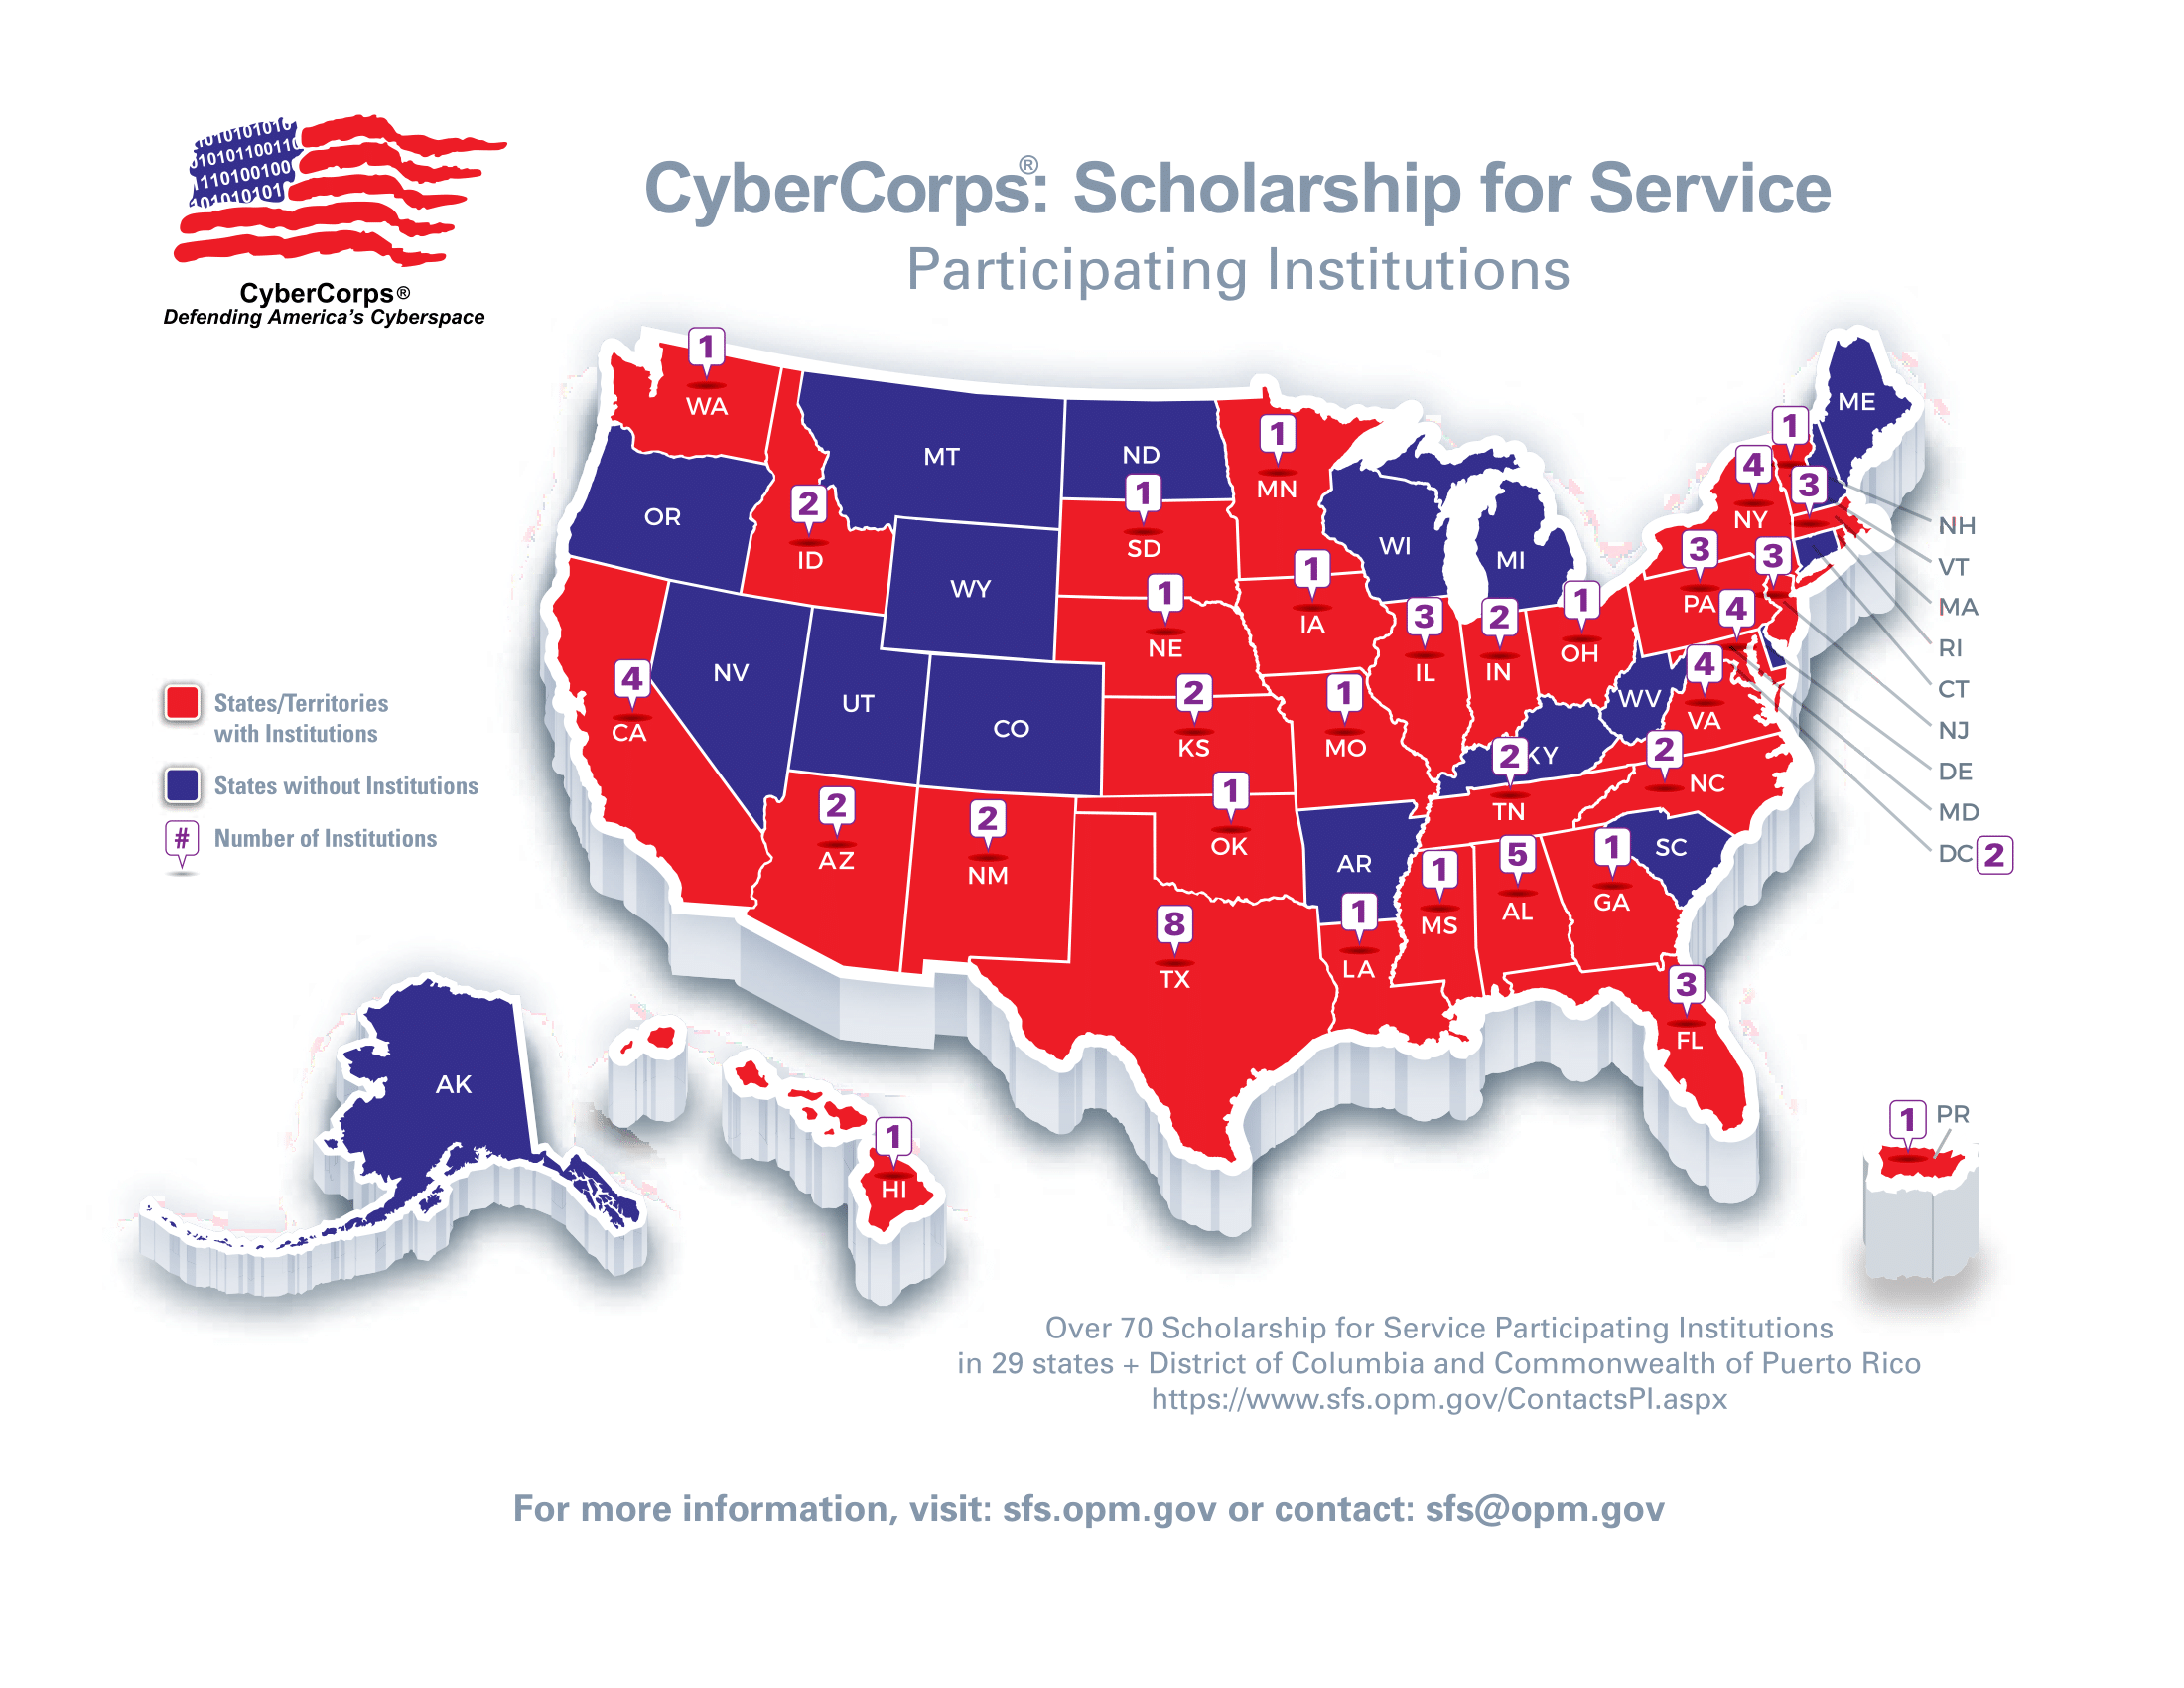 1010101010
010101100110
1110100100
101010101
CyberCorps®
Defending America's Cyberspace
CyberCorps®: Scholarship for Service
Participating Institutions
States/Territories
with Institutions
States without Institutions
# Number of Institutions
1
WA
OR
4
CA
2
ID
NV
MT
WY
UT
CO
2
AZ
2
NM
ND
1
SD
1
NE
2
KS
1
OK
8
TX
1
MN
1
IA
1
MO
AR
1
LA
WI
3
IL
MI
2
IN
1
OH
KY
2
TN
1
MS
5
AL
1
GA
3
FL
SC
2
NC
WV
4
VA
4
3
PA
3
4
NY
1
3
ME
NH
VT
MA
RI
CT
NJ
DE
MD
DC 2
AK
1
HI
1
PR
Over 70 Scholarship for Service Participating Institutions
in 29 states + District of Columbia and Commonwealth of Puerto Rico
https://www.sfs.opm.gov/ContactsPI.aspx
For more information, visit: sfs.opm.gov or contact: sfs@opm.gov